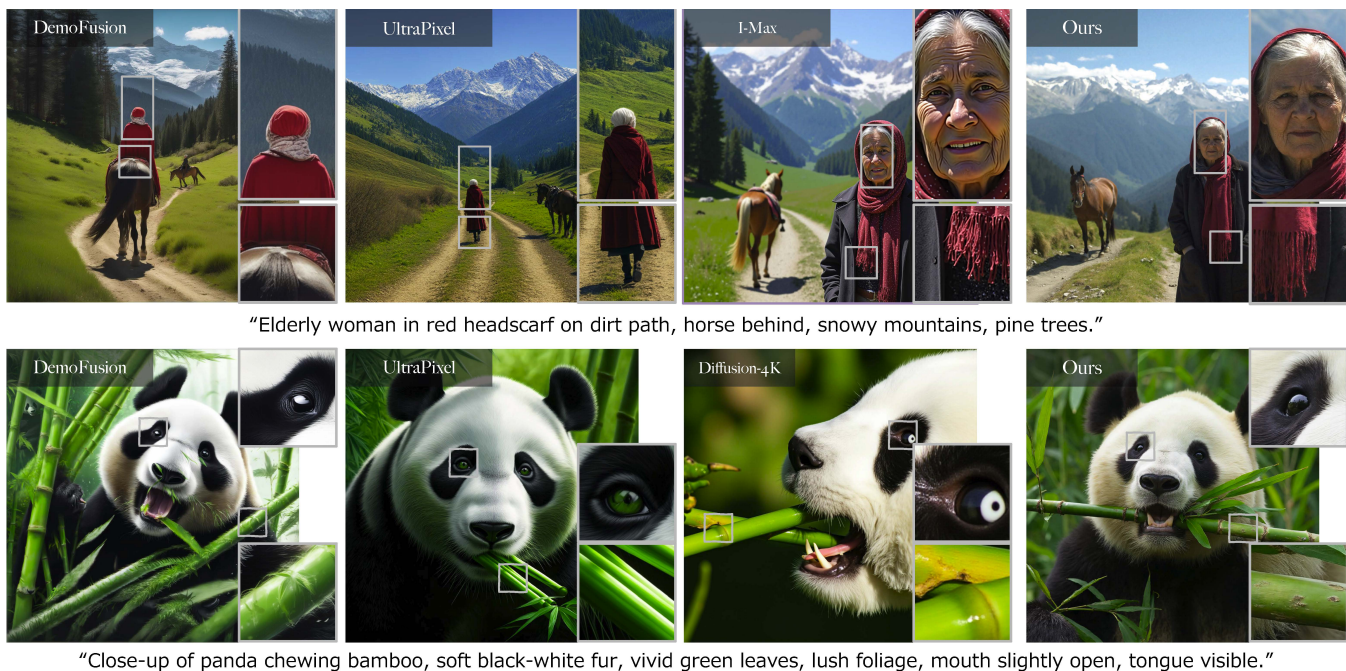 DemoFusion
UltraPixel
I-Max
Ours
“Elderly woman in red headscarf on dirt path, horse behind, snowy mountains, pine trees.”
DemoFusion
UltraPixel
Diffusion-4K
Ours
“Close-up of panda chewing bamboo, soft black-white fur, vivid green leaves, lush foliage, mouth slightly open, tongue visible.”